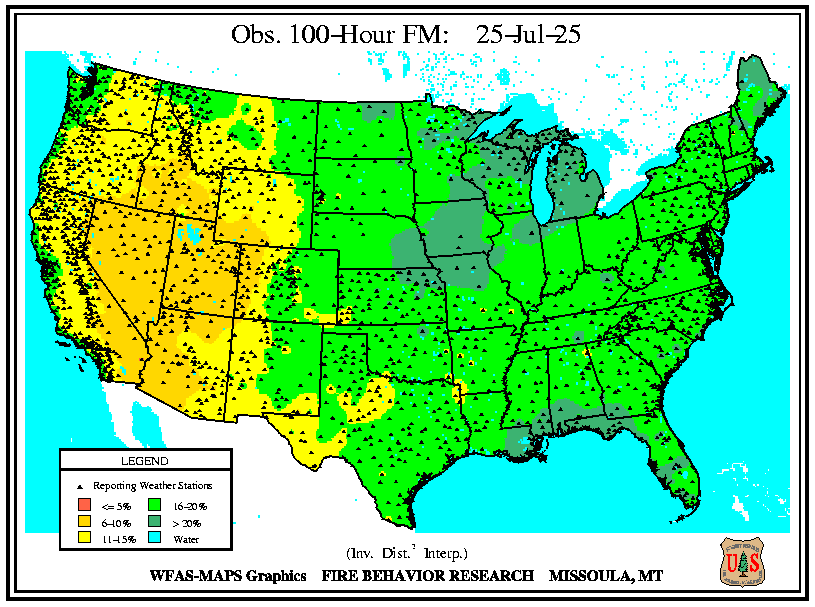 Obs. 100-Hour FM: 25-Jul-25
LEGEND
Reporting Weather Stations
<= 5% 16-20%
6-10% > 20%
11-15% Water
(Inv. Dist.² Interp.)
WFAS-MAPS Graphics FIRE BEHAVIOR RESEARCH MISSOULA, MT
U S